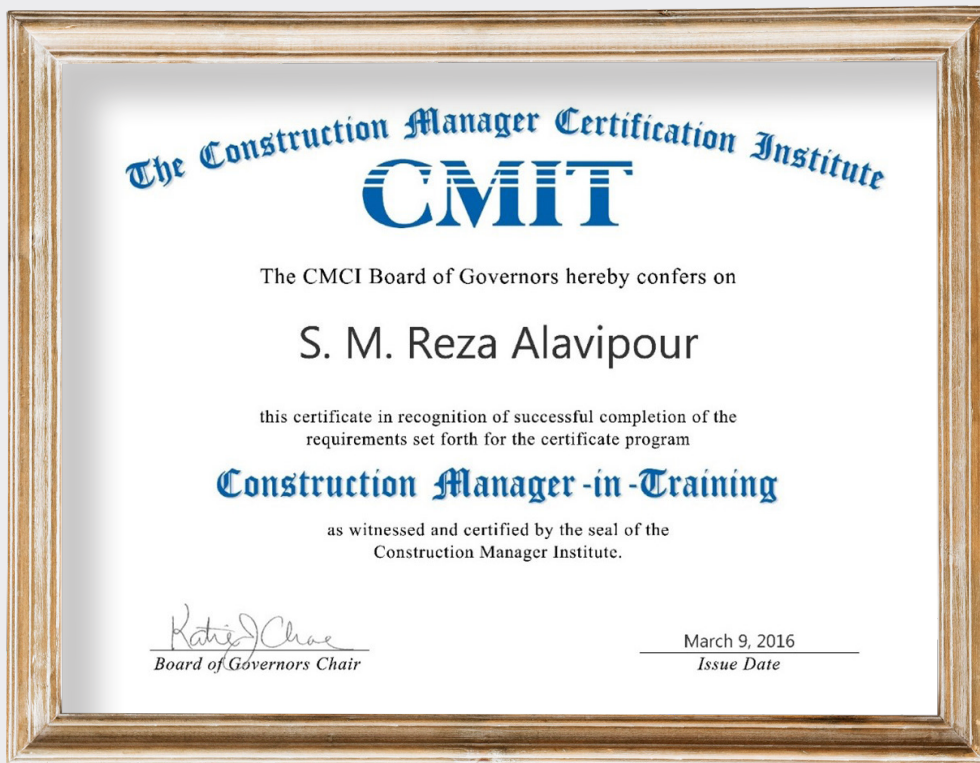 The Construction Manager Certification Institute
CMIT
The CMCI Board of Governors hereby confers on
S. M. Reza Alavipour
this certificate in recognition of successful completion of the
requirements set forth for the certificate program
Construction Manager-in-Training
as witnessed and certified by the seal of the
Construction Manager Institute.
Katie J Chae
Board of Governors Chair
March 9, 2016
Issue Date